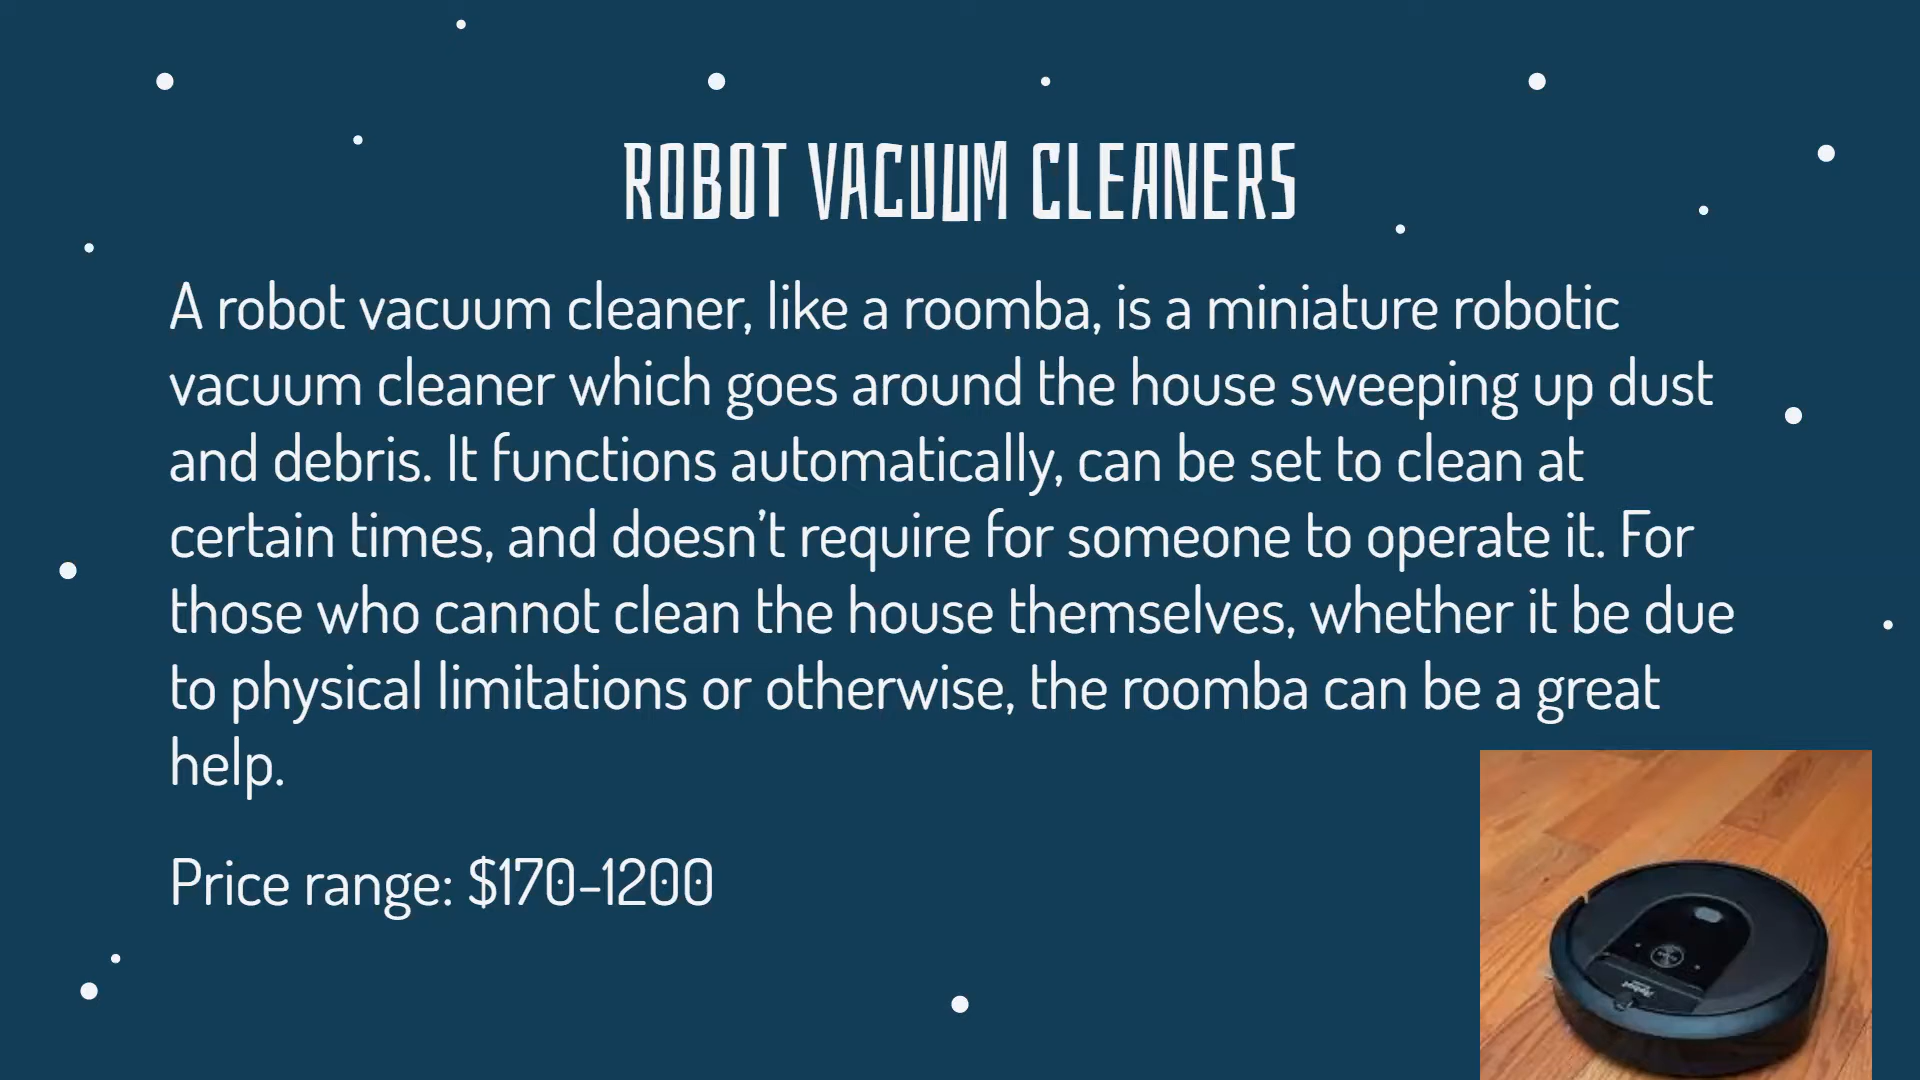 ROBOT VACUUM CLEANERS
A robot vacuum cleaner, like a roomba, is a miniature robotic
vacuum cleaner which goes around the house sweeping up dust
and debris. It functions automatically, can be set to clean at
certain times, and doesn’t require for someone to operate it. For
those who cannot clean the house themselves, whether it be due
to physical limitations or otherwise, the roomba can be a great
help.
Price range: $170-1200